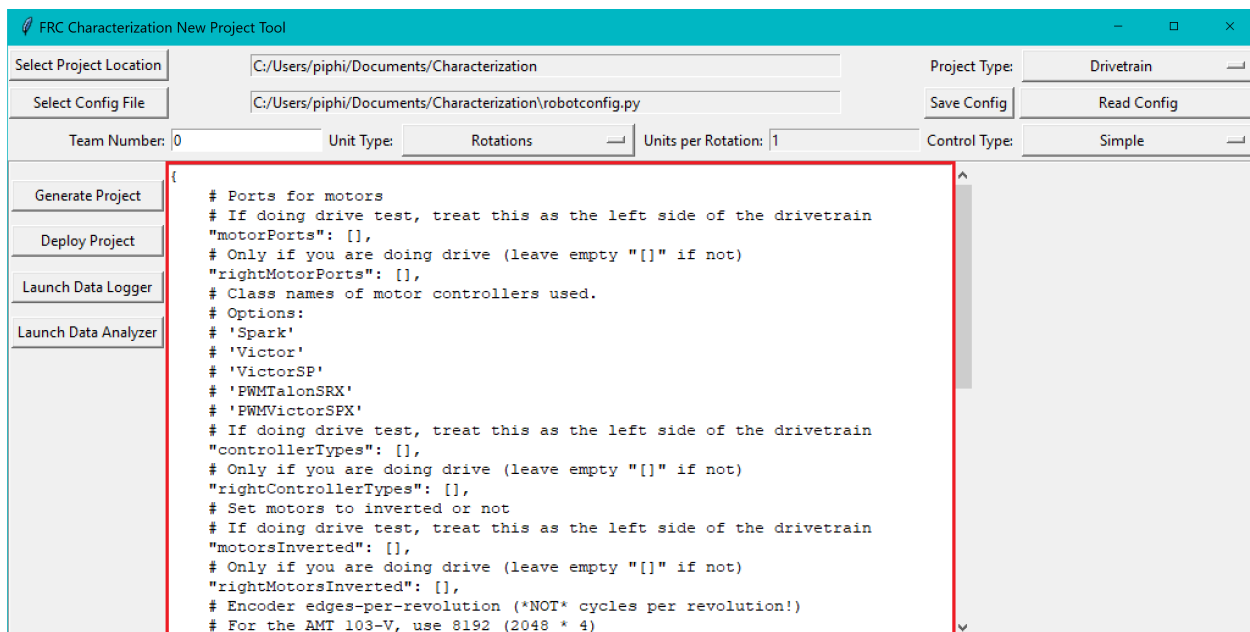 FRC Characterization New Project Tool
Select Project Location C:/Users/piphi/Documents/Characterization Project Type: Drivetrain
Select Config File C:/Users/piphi/Documents/Characterization\robotconfig.py Save Config Read Config
Team Number: 0 Unit Type: Rotations Units per Rotation: 1 Control Type: Simple
Generate Project
Deploy Project
Launch Data Logger
Launch Data Analyzer
{
# Ports for motors
# If doing drive test, treat this as the left side of the drivetrain
"motorPorts": [],
# Only if you are doing drive (leave empty "[]" if not)
"rightMotorPorts": [],
# Class names of motor controllers used.
# Options:
# 'Spark'
# 'Victor'
# 'VictorSP'
# 'PWMTalonSRX'
# 'PWMVictorSPX'
# If doing drive test, treat this as the left side of the drivetrain
"controllerTypes": [],
# Only if you are doing drive (leave empty "[]" if not)
"rightControllerTypes": [],
# Set motors to inverted or not
# If doing drive test, treat this as the left side of the drivetrain
"motorsInverted": [],
# Only if you are doing drive (leave empty "[]" if not)
"rightMotorsInverted": [],
# Encoder edges-per-revolution (*NOT* cycles per revolution!)
# For the AMT 103-V, use 8192 (2048 * 4)